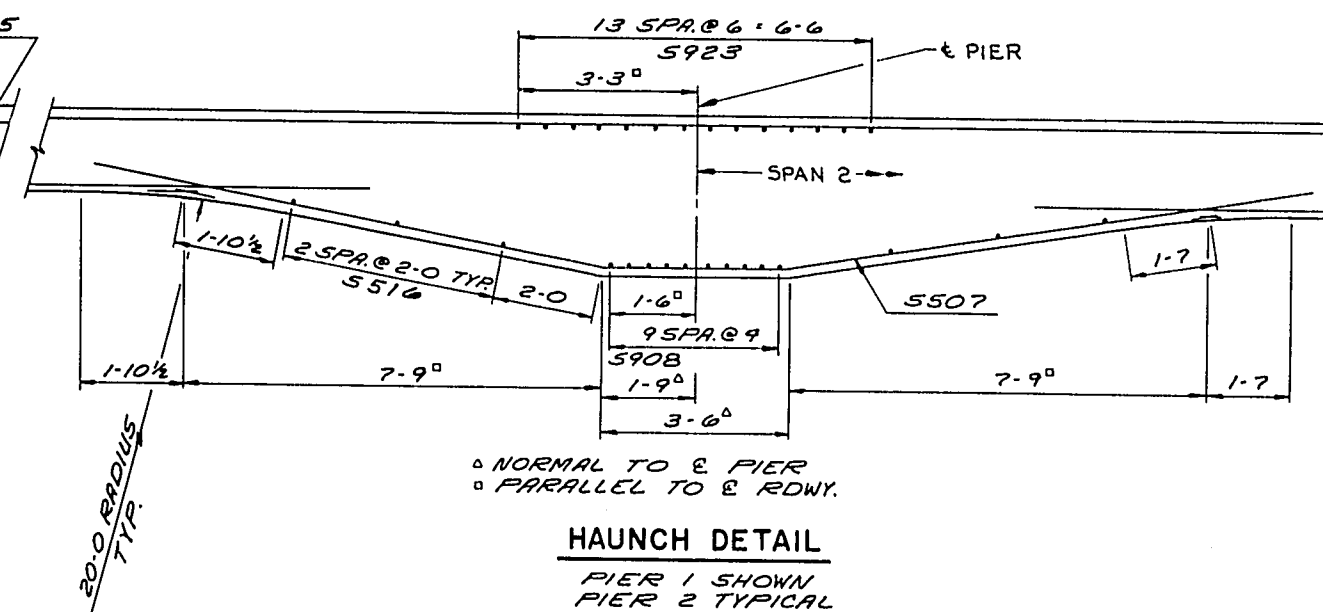 5
13 SPA.@ 6 = 6-6
S923
3-3□
℄ PIER
SPAN 2
1-10½
2 SPA.@ 2-0 TYP.
S516
2-0
1-6□
9 SPA.@ 4
S908
S507
1-7
1-10½
7-9□
1-9△
3-6△
7-9□
1-7
20-0 RADIUS
TYP.
△ NORMAL TO ℄ PIER
□ PARALLEL TO ℄ RDWY.
HAUNCH DETAIL
PIER 1 SHOWN
PIER 2 TYPICAL